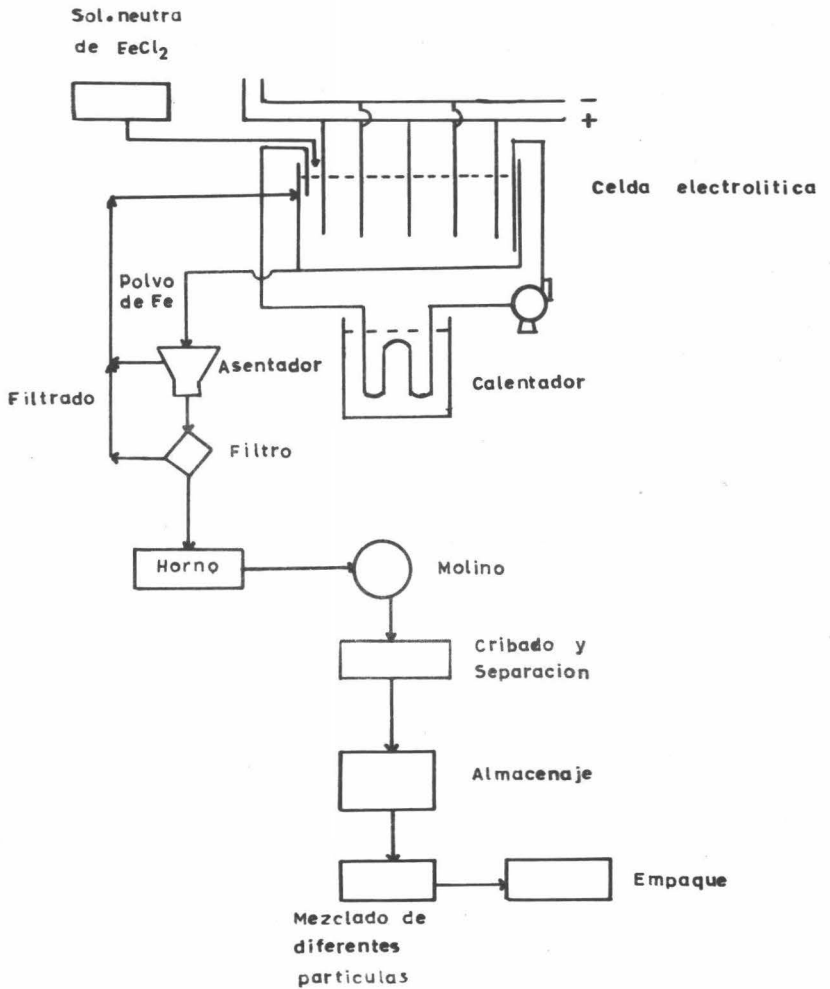 Sol.neutra
de FeCl₂
−
+
Celda electrolitica
Polvo
de Fe
Asentador
Calentador
Filtrado
Filtro
Horno
Molino
Cribado y
Separacion
Almacenaje
Empaque
Mezclado de
diferentes
particulas